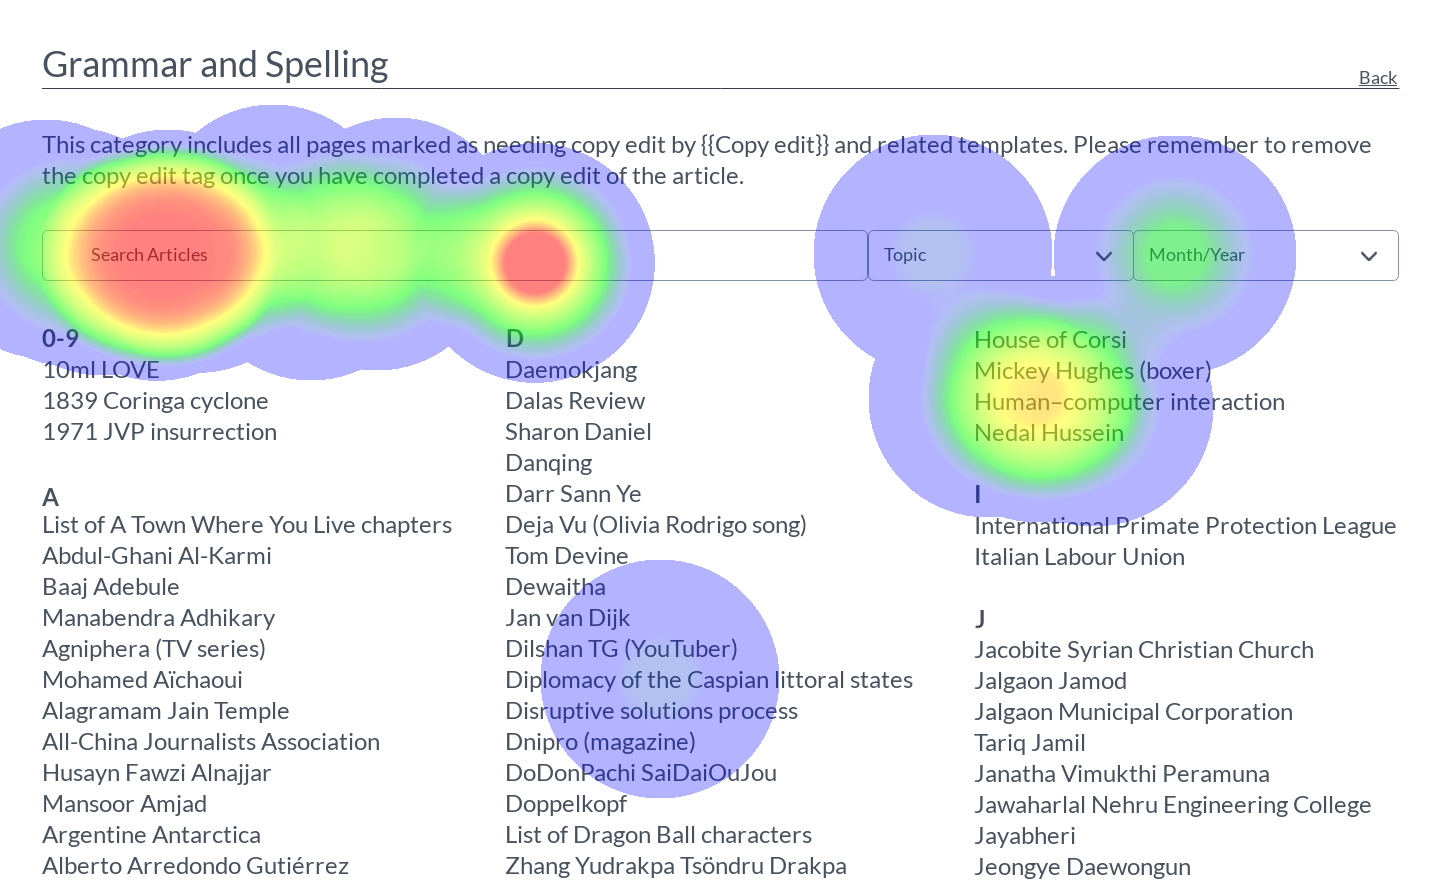 Grammar and Spelling
Back
This category includes all pages marked as needing copy edit by {{Copy edit}} and related templates. Please remember to remove
the copy edit tag once you have completed a copy edit of the article.
Search Articles
Topic
Month/Year
0-9
10ml LOVE
1839 Coringa cyclone
1971 JVP insurrection
A
List of A Town Where You Live chapters
Abdul-Ghani Al-Karmi
Baaj Adebule
Manabendra Adhikary
Agniphera (TV series)
Mohamed Aïchaoui
Alagramam Jain Temple
All-China Journalists Association
Husayn Fawzi Alnajjar
Mansoor Amjad
Argentine Antarctica
Alberto Arredondo Gutiérrez
D
Daemokjang
Dalas Review
Sharon Daniel
Danqing
Darr Sann Ye
Deja Vu (Olivia Rodrigo song)
Tom Devine
Dewaitha
Jan van Dijk
Dilshan TG (YouTuber)
Diplomacy of the Caspian littoral states
Disruptive solutions process
Dnipro (magazine)
DoDonPachi SaiDaiOuJou
Doppelkopf
List of Dragon Ball characters
Zhang Yudrakpa Tsöndru Drakpa
House of Corsi
Mickey Hughes (boxer)
Human–computer interaction
Nedal Hussein
I
International Primate Protection League
Italian Labour Union
J
Jacobite Syrian Christian Church
Jalgaon Jamod
Jalgaon Municipal Corporation
Tariq Jamil
Janatha Vimukthi Peramuna
Jawaharlal Nehru Engineering College
Jayabheri
Jeongye Daewongun